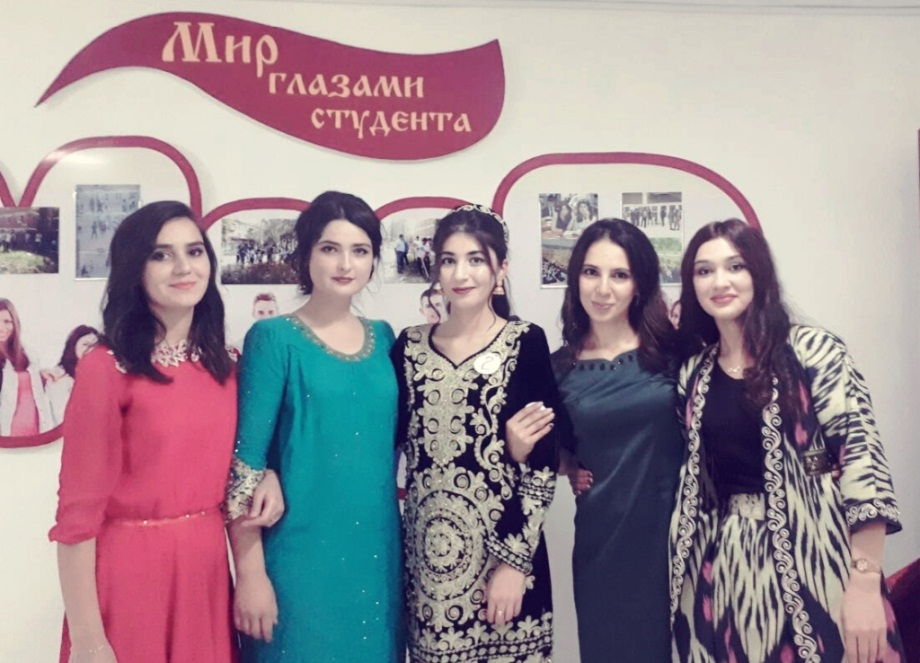 Мир
глазами
студента